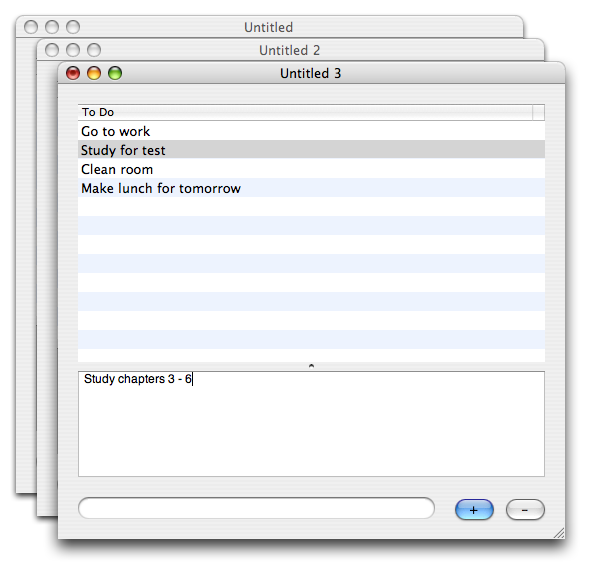 Untitled
Untitled 2
Untitled 3
To Do
Go to work
Study for test
Clean room
Make lunch for tomorrow
Study chapters 3 - 6
+ -